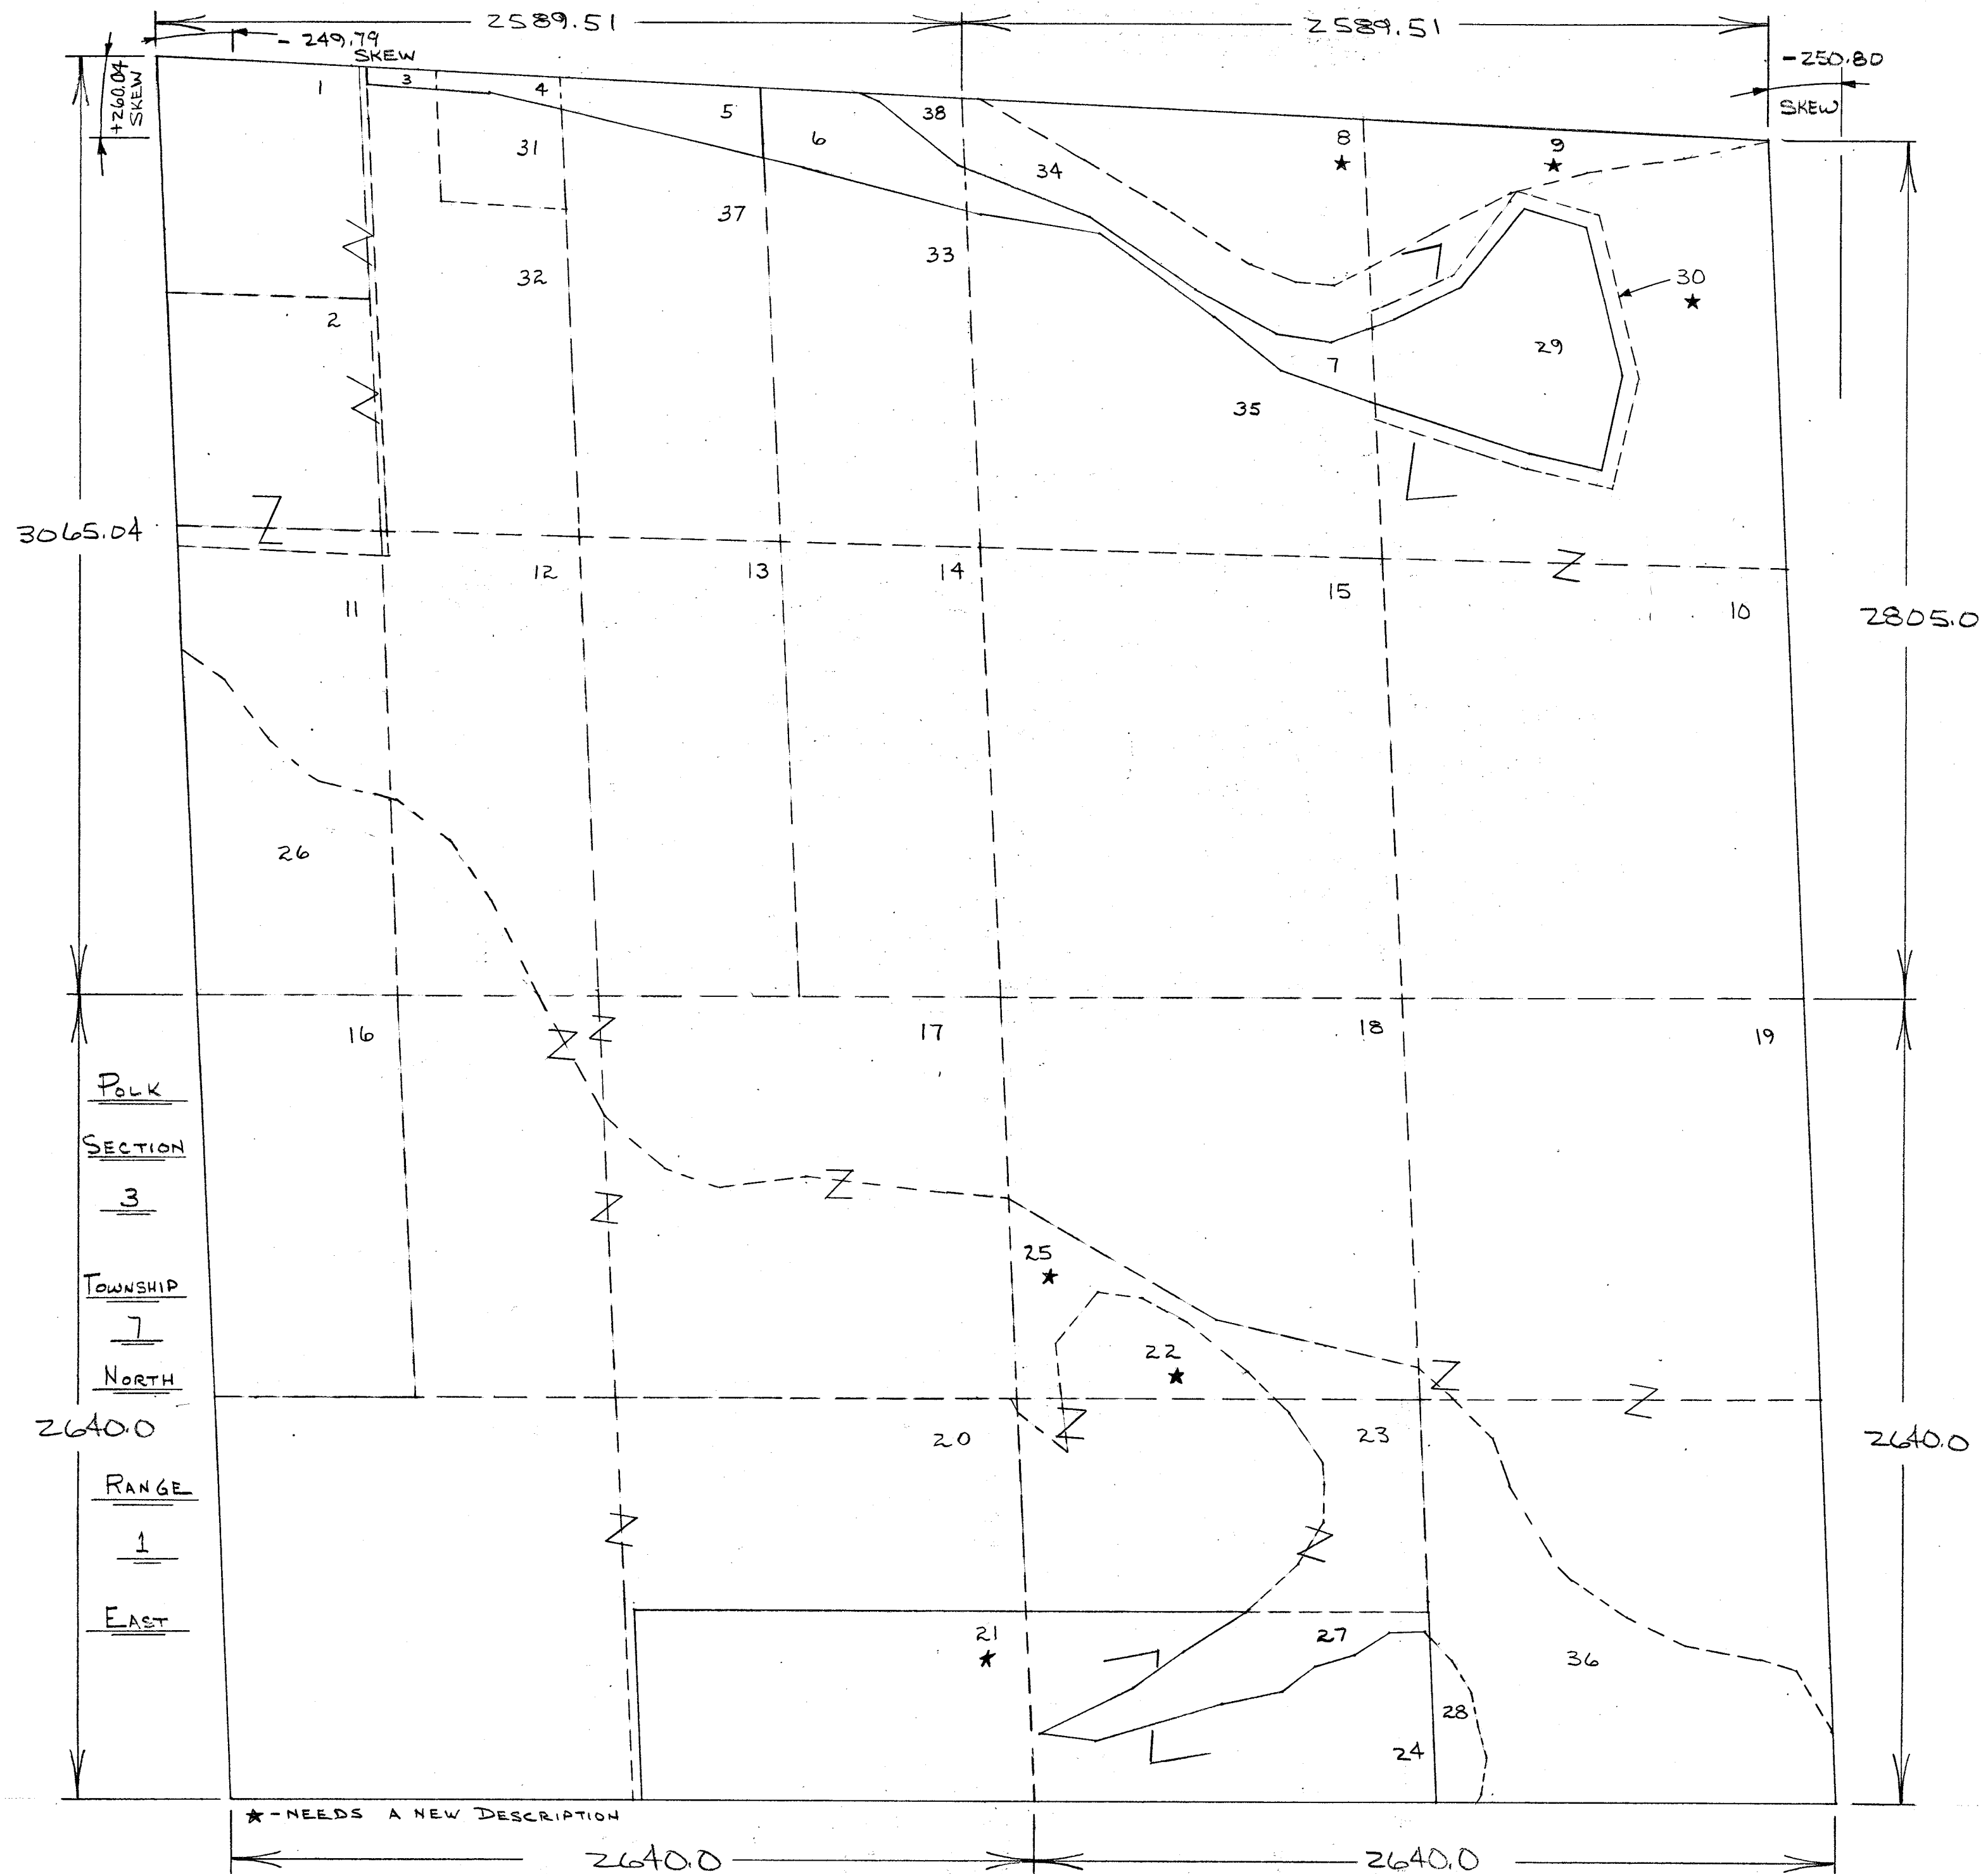 2589.51
2589.51
- 249.79
SKEW
+260.04
SKEW
-250.80
SKEW
1
3
4
5
6
38
8
★
9
★
31
34
37
33
32
30
★
2
29
7
35
3065.04
Z
12
13
14
15
Z
11
10
2805.0
26
16
17
18
19
Z
Z
POLK
SECTION
3
Z
Z
25
★
TOWNSHIP
7
NORTH
22
★
Z
Z
2640.0
20
Z
23
2640.0
RANGE
1
EAST
Z
Z
21
★
27
36
28
24
★ - NEEDS A NEW DESCRIPTION
2640.0
2640.0